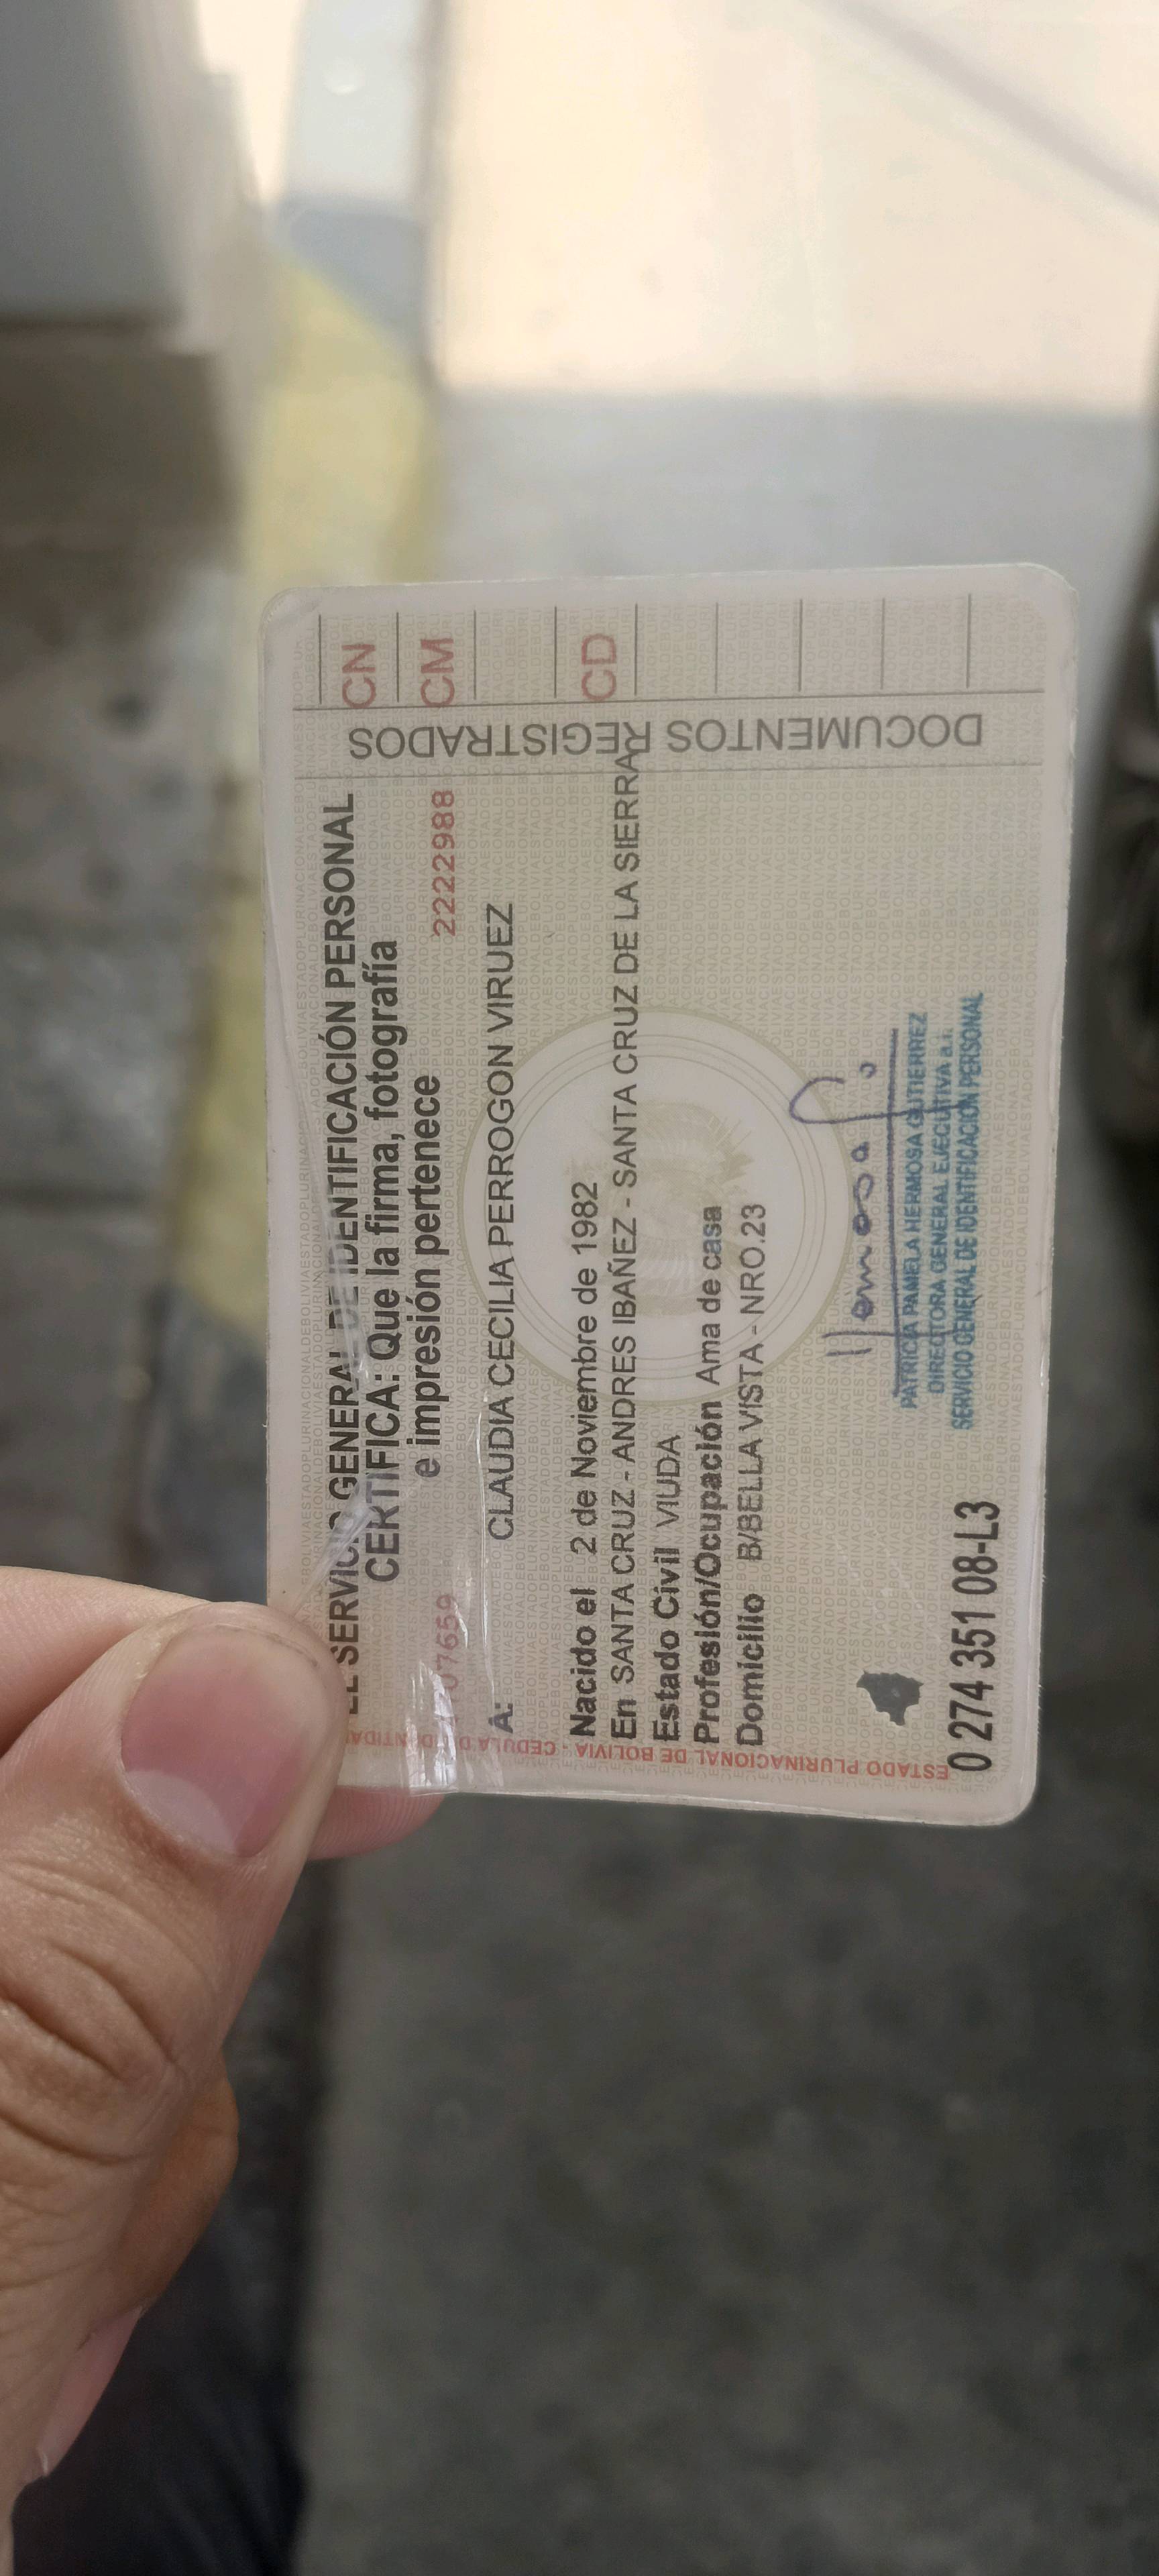 EL SERVICIO GENERAL DE IDENTIFICACIÓN PERSONAL
CERTIFICA: Que la firma, fotografía
e impresión pertenece
2222988
A: CLAUDIA CECILIA PERROGON VIRUEZ
Nacido el 2 de Noviembre de 1982
En SANTA CRUZ - ANDRES IBAÑEZ - SANTA CRUZ DE LA SIERRA
Estado Civil VIUDA
Profesión/Ocupación Ama de casa
Domicilio B/BELLA VISTA - NRO.23
Hermosa G.
PATRICIA PAMELA HERMOSA GUTIERREZ
DIRECTORA GENERAL EJECUTIVA a.i.
SERVICIO GENERAL DE IDENTIFICACIÓN PERSONAL
0 274 351 08-L3
ESTADO PLURINACIONAL DE BOLIVIA - CEDULA DE IDENTIDAD
DOCUMENTOS REGISTRADOS
CN
CM
CD